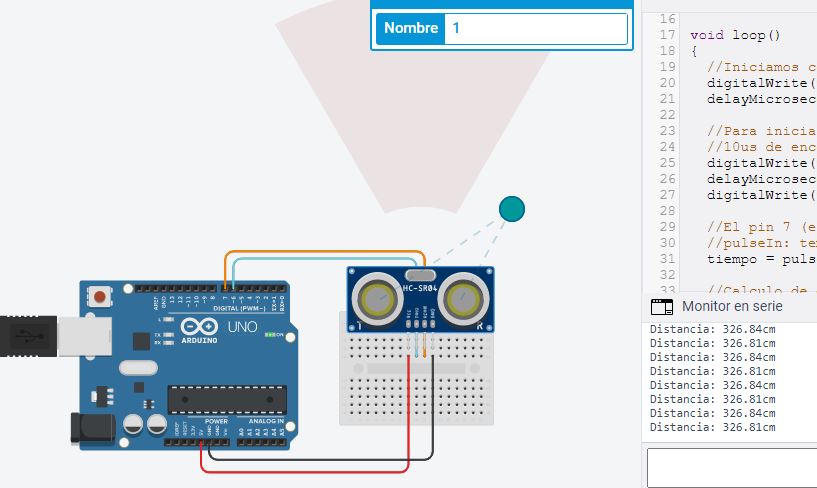 Nombre 1
16
17 void loop()
18 {
19 //Iniciamos c
20 digitalWrite(
21 delayMicrosec
22
23 //Para inicia
24 //10us de enc
25 digitalWrite(
26 delayMicrosec
27 digitalWrite(
28
29 //El pin 7 (e
30 //pulseIn: te
31 tiempo = puls
32
33 //Calculo de
Monitor en serie
Distancia: 326.84cm
Distancia: 326.81cm
Distancia: 326.84cm
Distancia: 326.81cm
Distancia: 326.84cm
Distancia: 326.81cm
Distancia: 326.84cm
Distancia: 326.81cm
HC-SR04
T R
AREF
GND
13
12
~11
~10
~9
8
7
~6
~5
4
~3
2
TX→1
RX←0
DIGITAL (PWM~)
L
TX
RX
UNO
ON
ARDUINO
POWER
ANALOG IN
IOREF
RESET
3.3V
5V
GND
GND
Vin
A0
A1
A2
A3
A4
A5